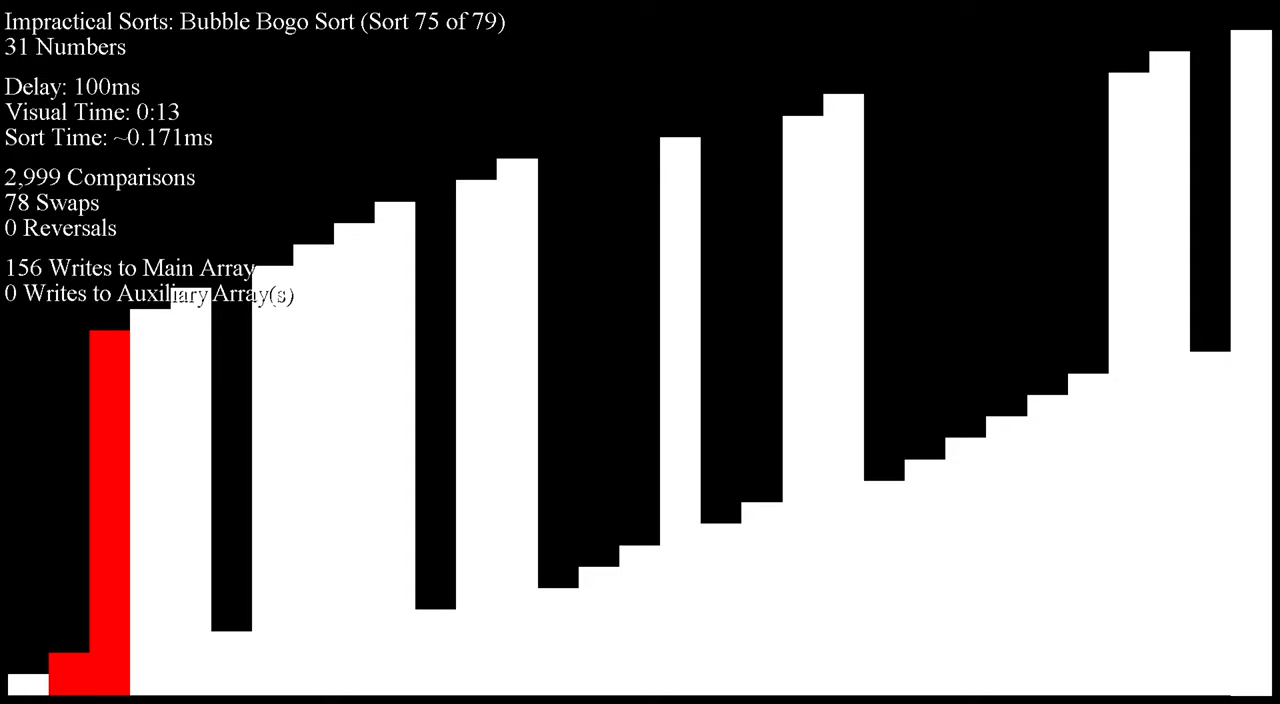 Impractical Sorts: Bubble Bogo Sort (Sort 75 of 79)
31 Numbers
Delay: 100ms
Visual Time: 0:13
Sort Time: ~0.171ms
2,999 Comparisons
78 Swaps
0 Reversals
156 Writes to Main Array
0 Writes to Auxiliary Array(s)